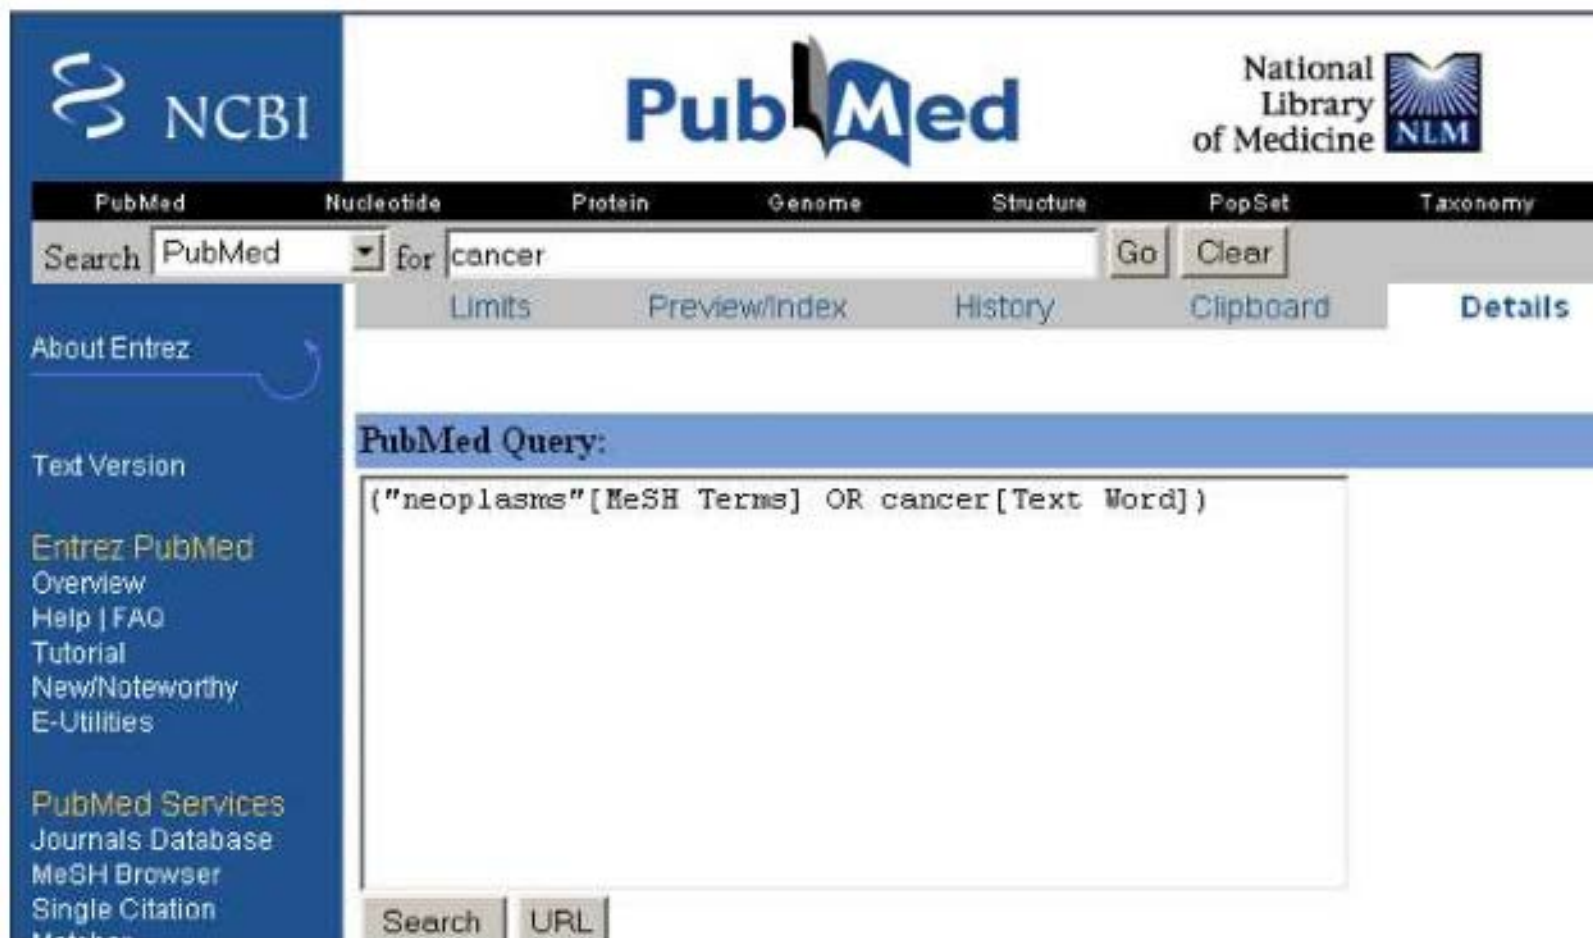 NCBI
PubMed
National
Library
of Medicine
NLM
PubMed Nucleotide Protein Genome Structure PopSet Taxonomy
Search PubMed for cancer Go Clear
Limits Preview/Index History Clipboard Details
About Entrez
Text Version
Entrez PubMed
Overview
Help | FAQ
Tutorial
New/Noteworthy
E-Utilities
PubMed Services
Journals Database
MeSH Browser
Single Citation
PubMed Query:
("neoplasms"[MeSH Terms] OR cancer[Text Word])
Search URL